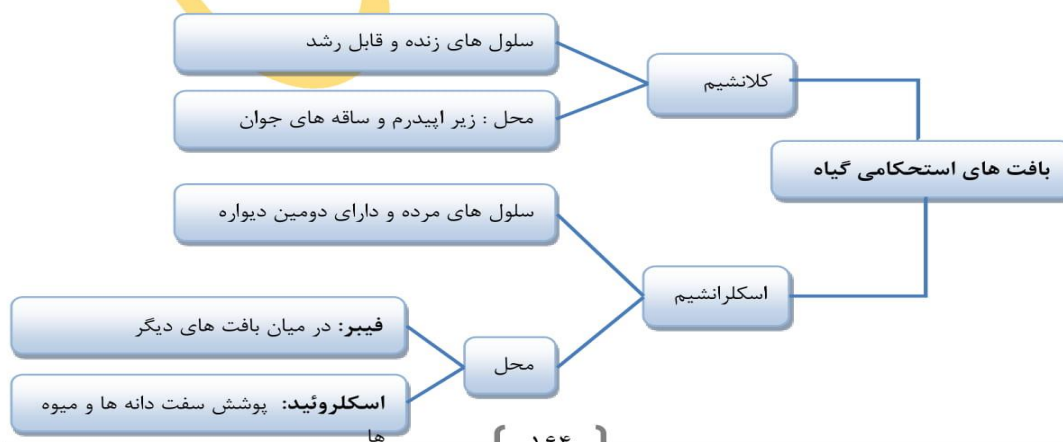 بافت های استحکامی گیاه
کلانشیم
سلول های زنده و قابل رشد
محل : زیر اپیدرم و ساقه های جوان
اسکلرانشیم
سلول های مرده و دارای دومین دیواره
محل
فیبر: در میان بافت های دیگر
اسکلروئید: پوشش سفت دانه ها و میوه
ها